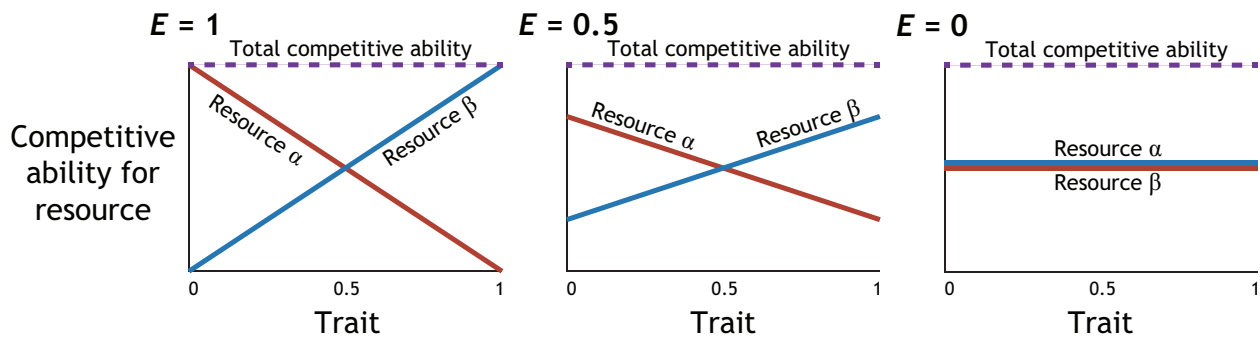 E = 1
Total competitive ability
Resource α
Resource β
Competitive
ability for
resource
0
0.5
1
Trait
E = 0.5
Total competitive ability
Resource α
Resource β
0
0.5
1
Trait
E = 0
Total competitive ability
Resource α
Resource β
0
0.5
1
Trait